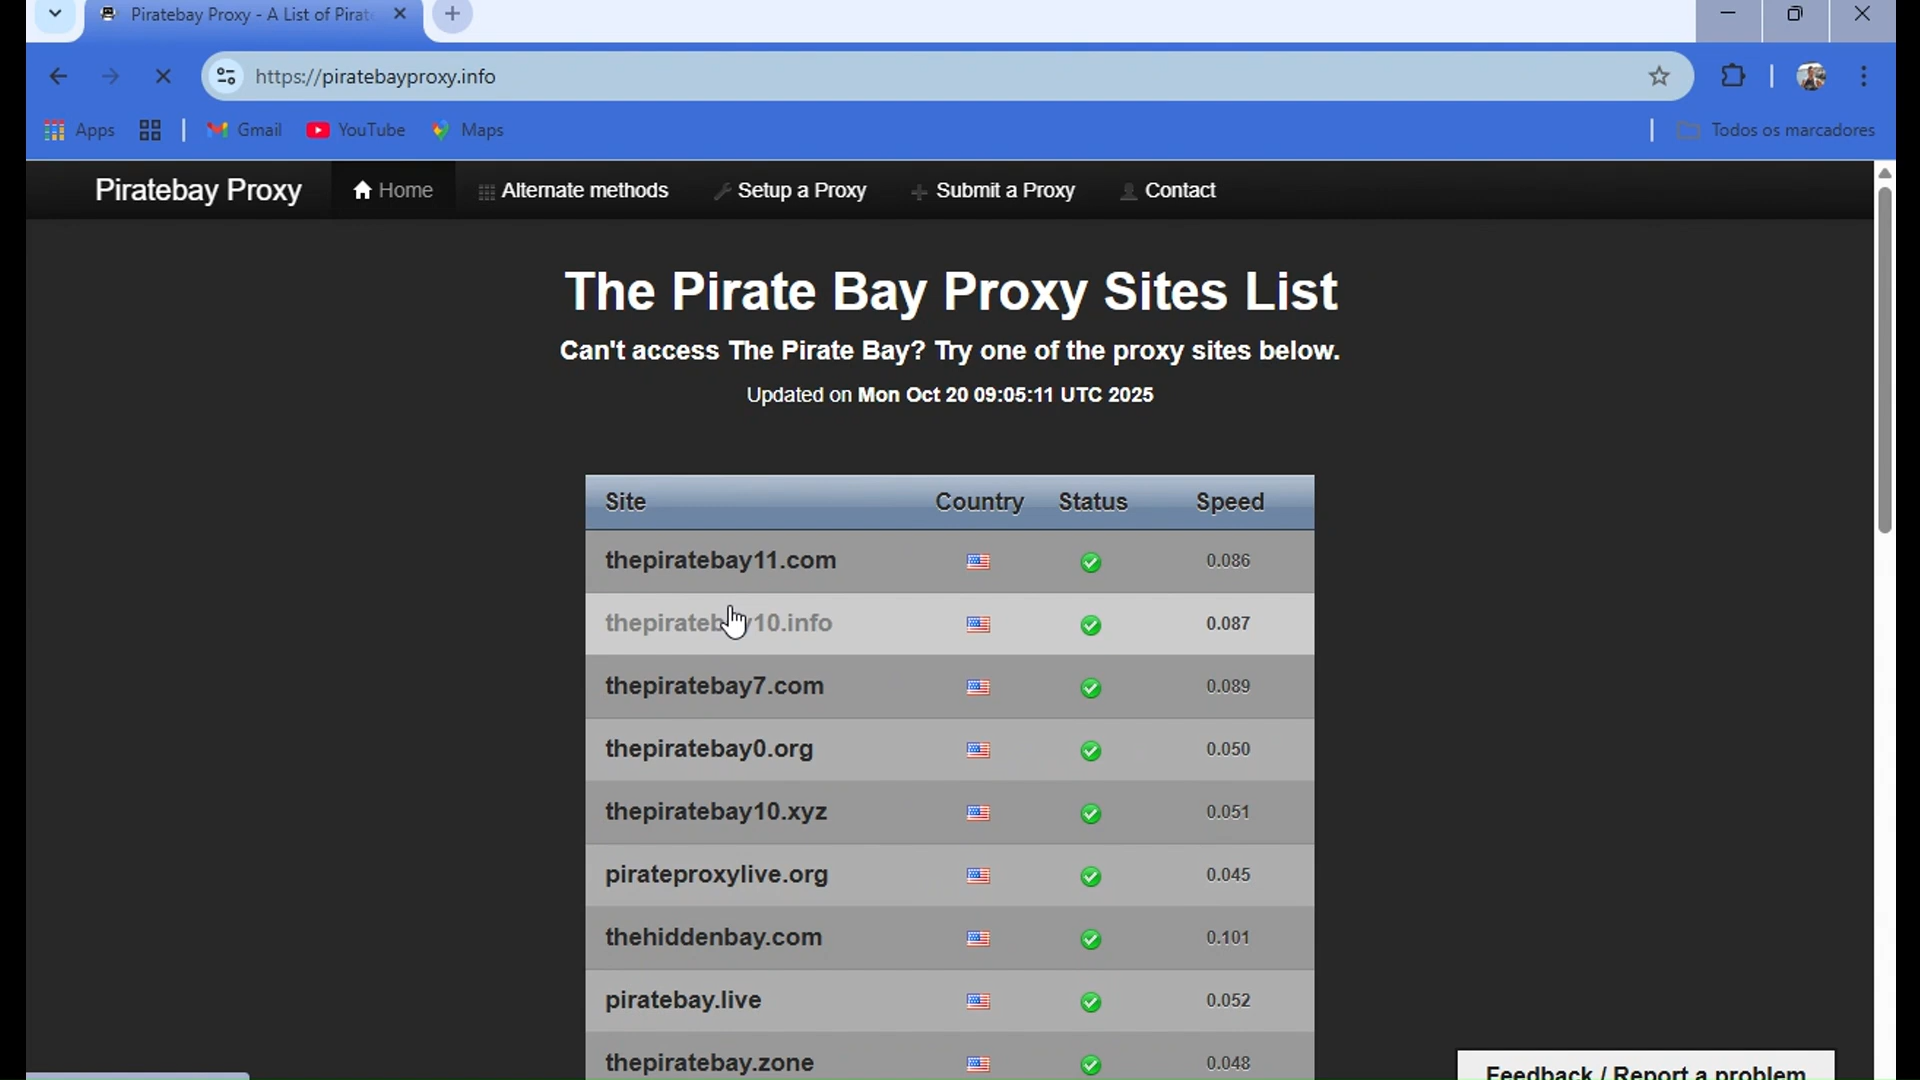 Piratebay Proxy - A List of Pirat
https://piratebayproxy.info
Apps Gmail YouTube Maps Todos os marcadores
Piratebay Proxy Home Alternate methods Setup a Proxy Submit a Proxy Contact
The Pirate Bay Proxy Sites List
Can't access The Pirate Bay? Try one of the proxy sites below.
Updated on Mon Oct 20 09:05:11 UTC 2025
Site Country Status Speed
thepiratebay11.com 0.086
thepirateb y10.info 0.087
thepiratebay7.com 0.089
thepiratebay0.org 0.050
thepiratebay10.xyz 0.051
pirateproxylive.org 0.045
thehiddenbay.com 0.101
piratebay.live 0.052
thepiratebay.zone 0.048
Feedback / Report a problem